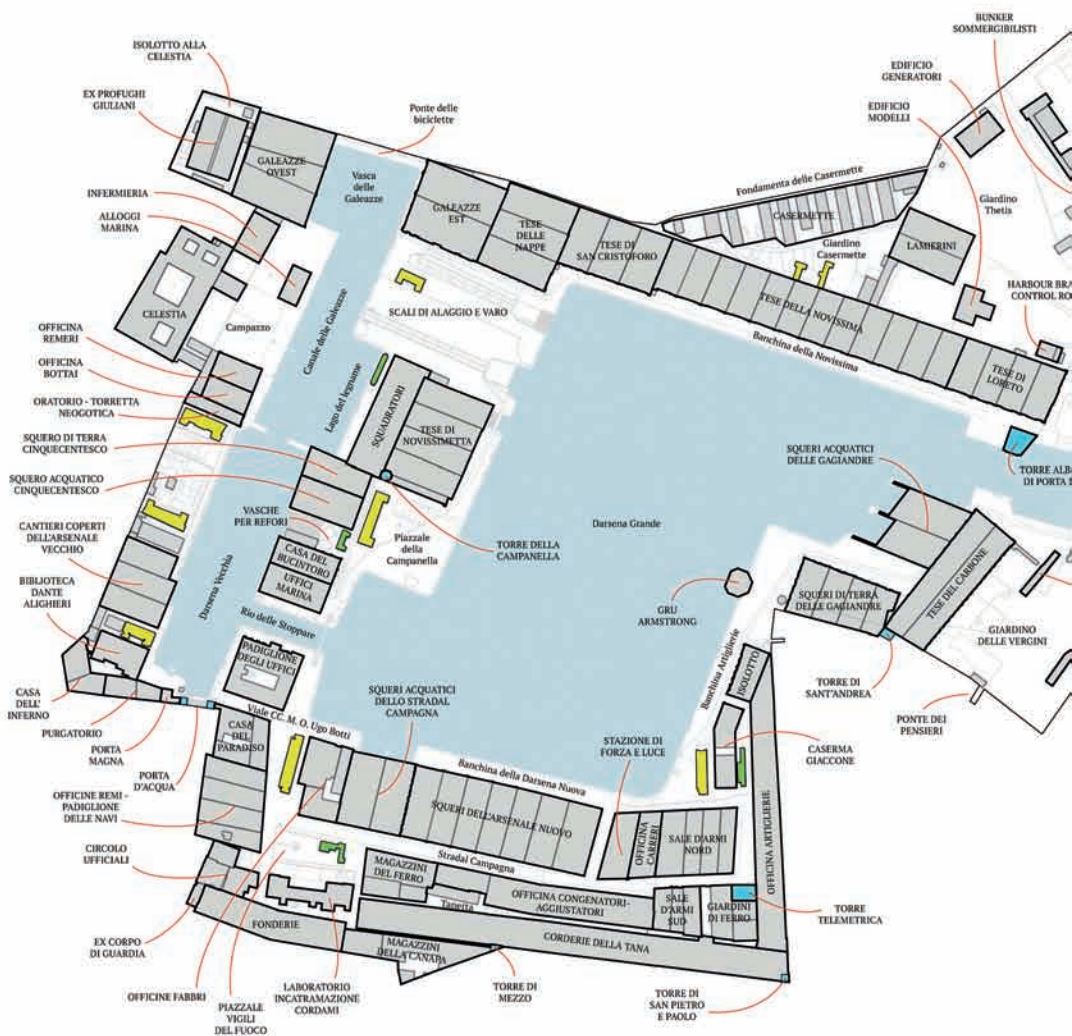 BUNKER
SOMMERGIBILISTI
ISOLOTTO ALLA
CELESTIA
EDIFICIO
GENERATORI
EX PROFUGHI
GIULIANI
Ponte delle
biciclette
EDIFICIO
MODELLI
GALEAZZE
OVEST
Vasca
delle
Galeazze
Fondamenta delle Casermette
INFERMIERIA
GALEAZZE
EST
Giardino
Thetis
ALLOGGI
MARINA
TESE
DELLE
NAPPE
CASERMETTE
TESE DI
SAN CRISTOFORO
Giardino
Casermette
LAMIERINI
HARBOUR BRA
CONTROL ROO
CELESTIA
Campazzo
Canale delle Galeazze
SCALI DI ALAGGIO E VARO
TESE DELLA NOVISSIMA
OFFICINA
REMERI
Banchina della Novissima
OFFICINA
BOTTAI
Lago del legname
TESE DI
LORETO
ORATORIO - TORRETTA
NEOGOTICA
SQUADRATORI
TESE DI
NOVISSIMETTA
SQUERO DI TERRA
CINQUECENTESCO
SQUERI ACQUATICI
DELLE GAGIANDRE
TORRE ALB
DI PORTA
SQUERO ACQUATICO
CINQUECENTESCO
VASCHE
PER REFORI
Piazzale
della
Campanella
TORRE DELLA
CAMPANELLA
Darsena Grande
CANTIERI COPERTI
DELL'ARSENALE
VECCHIO
CASA DEL
BUCINTORO
UFFICI
MARINA
Darsena Vecchia
BIBLIOTECA
DANTE
ALIGHIERI
GRU
ARMSTRONG
SQUERI DI TERRA
DELLE GAGIANDRE
TESE DEL CARBONE
GIARDINO
DELLE VERGINI
Rio delle Stoppare
PADIGLIONE
DEGLI UFFICI
Banchina Artiglierie
ISOLOTTO
CASA
DELL'
INFERNO
PURGATORIO
PORTA
MAGNA
PORTA
D'ACQUA
SQUERI ACQUATICI
DELLO STRADAL
CAMPAGNA
TORRE DI
SANT'ANDREA
PONTE DEI
PENSIERI
Viale CC. M. O. Ugo Botti
CASA
DEL
PARADISO
STAZIONE DI
FORZA E LUCE
CASERMA
GIACCONE
Banchina della Darsena Nuova
OFFICINE REMI -
PADIGLIONE
DELLE NAVI
SQUERI DELL'ARSENALE NUOVO
OFFICINA
CARRERI
SALE D'ARMI
NORD
OFFICINA ARTIGLIERIE
CIRCOLO
UFFICIALI
Stradal Campagna
MAGAZZINI
DEL FERRO
Tanetta
OFFICINA CONGENATORI-
AGGIUSTATORI
SALE
D'ARMI
SUD
GIARDINI
DI FERRO
TORRE
TELEMETRICA
FONDERIE
CORDERIE DELLA TANA
EX CORPO
DI GUARDIA
MAGAZZINI
DELLA CANAPA
OFFICINE FABBRI
PIAZZALE
VIGILI
DEL FUOCO
LABORATORIO
INCATRAMAZIONE
CORDAMI
TORRE DI
MEZZO
TORRE DI
SAN PIETRO
E PAOLO